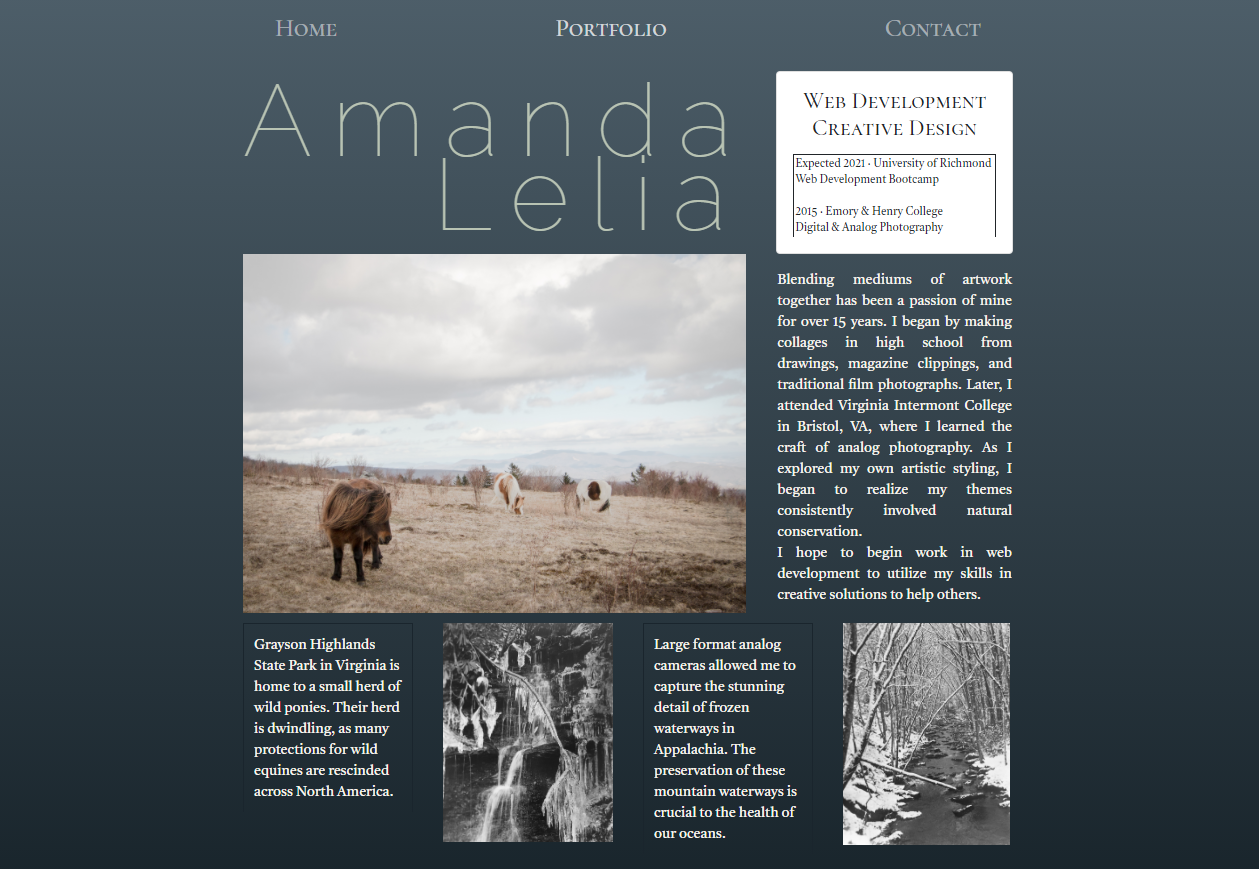 Home
Portfolio
Contact
Amanda
Lelia
Web Development
Creative Design
Expected 2021 · University of Richmond
Web Development Bootcamp
2015 · Emory & Henry College
Digital & Analog Photography
Blending mediums of artwork
together has been a passion of mine
for over 15 years. I began by making
collages in high school from
drawings, magazine clippings, and
traditional film photographs. Later, I
attended Virginia Intermont College
in Bristol, VA, where I learned the
craft of analog photography. As I
explored my own artistic styling, I
began to realize my themes
consistently involved natural
conservation.
I hope to begin work in web
development to utilize my skills in
creative solutions to help others.
Grayson Highlands
State Park in Virginia is
home to a small herd of
wild ponies. Their herd
is dwindling, as many
protections for wild
equines are rescinded
across North America.
Large format analog
cameras allowed me to
capture the stunning
detail of frozen
waterways in
Appalachia. The
preservation of these
mountain waterways is
crucial to the health of
our oceans.